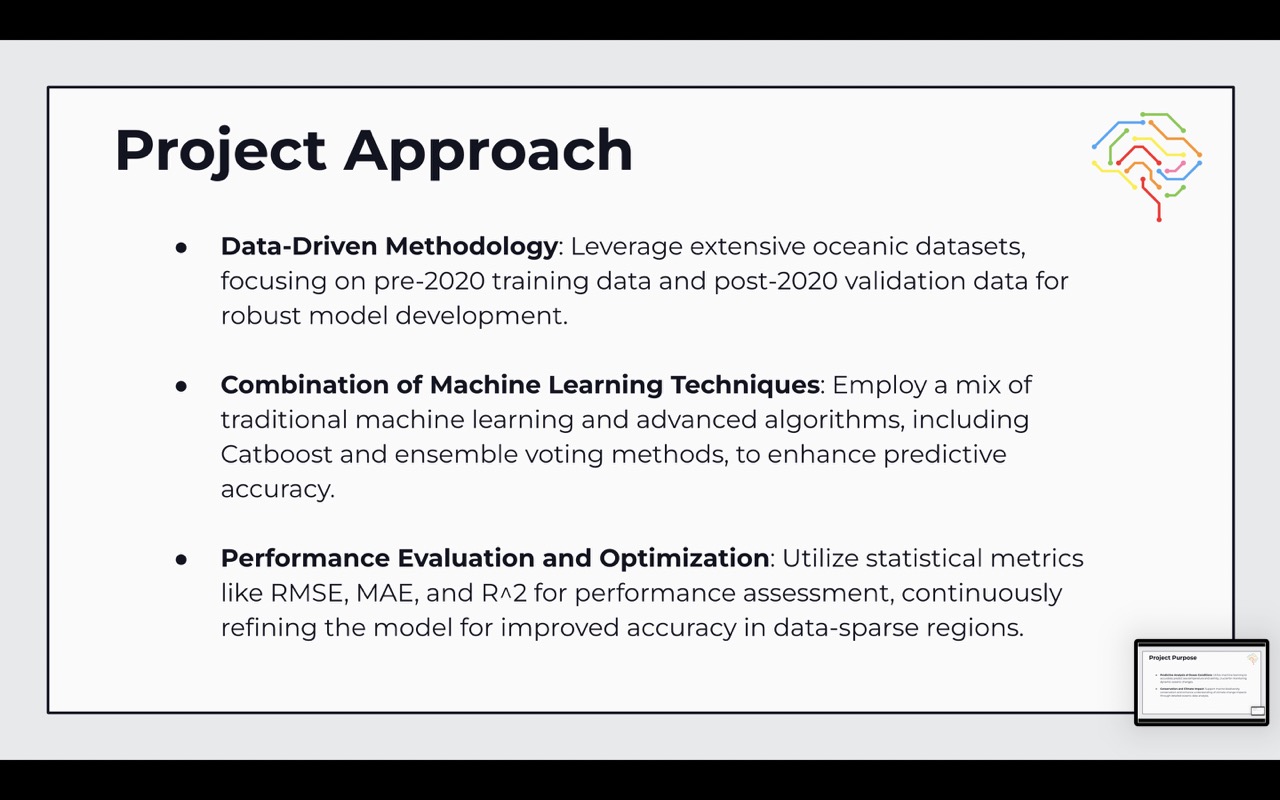 Project Approach
● Data-Driven Methodology: Leverage extensive oceanic datasets,
focusing on pre-2020 training data and post-2020 validation data for
robust model development.
● Combination of Machine Learning Techniques: Employ a mix of
traditional machine learning and advanced algorithms, including
Catboost and ensemble voting methods, to enhance predictive
accuracy.
● Performance Evaluation and Optimization: Utilize statistical metrics
like RMSE, MAE, and R^2 for performance assessment, continuously
refining the model for improved accuracy in data-sparse regions.
Project Purpose